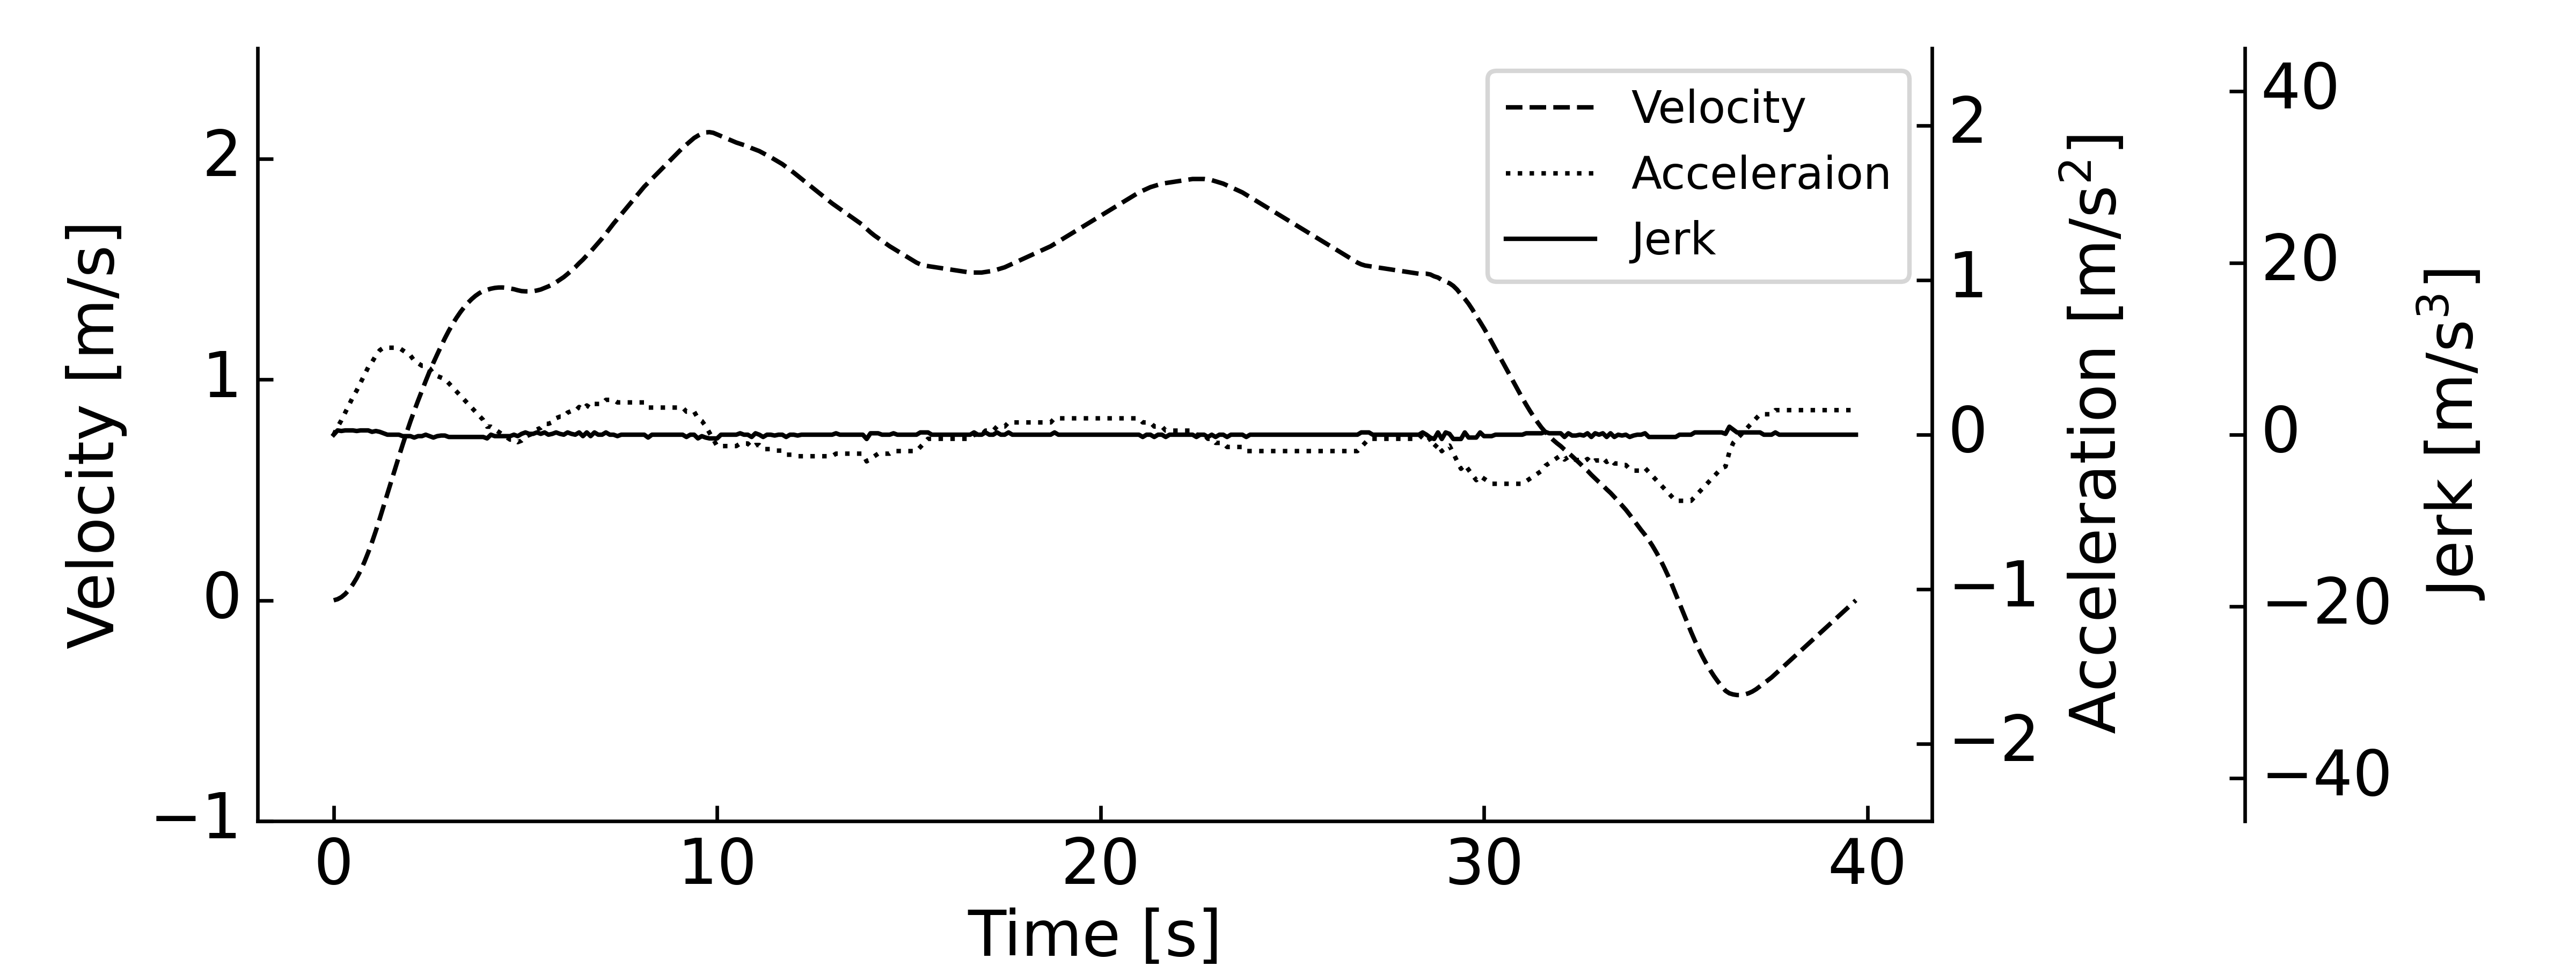 Velocity [m/s]
2
1
0
−1
0 10 20 30 40
Time [s]
Velocity
Acceleraion
Jerk
2
1
0
−1
−2
Acceleration [m/s²]
40
20
0
−20
−40
Jerk [m/s³]